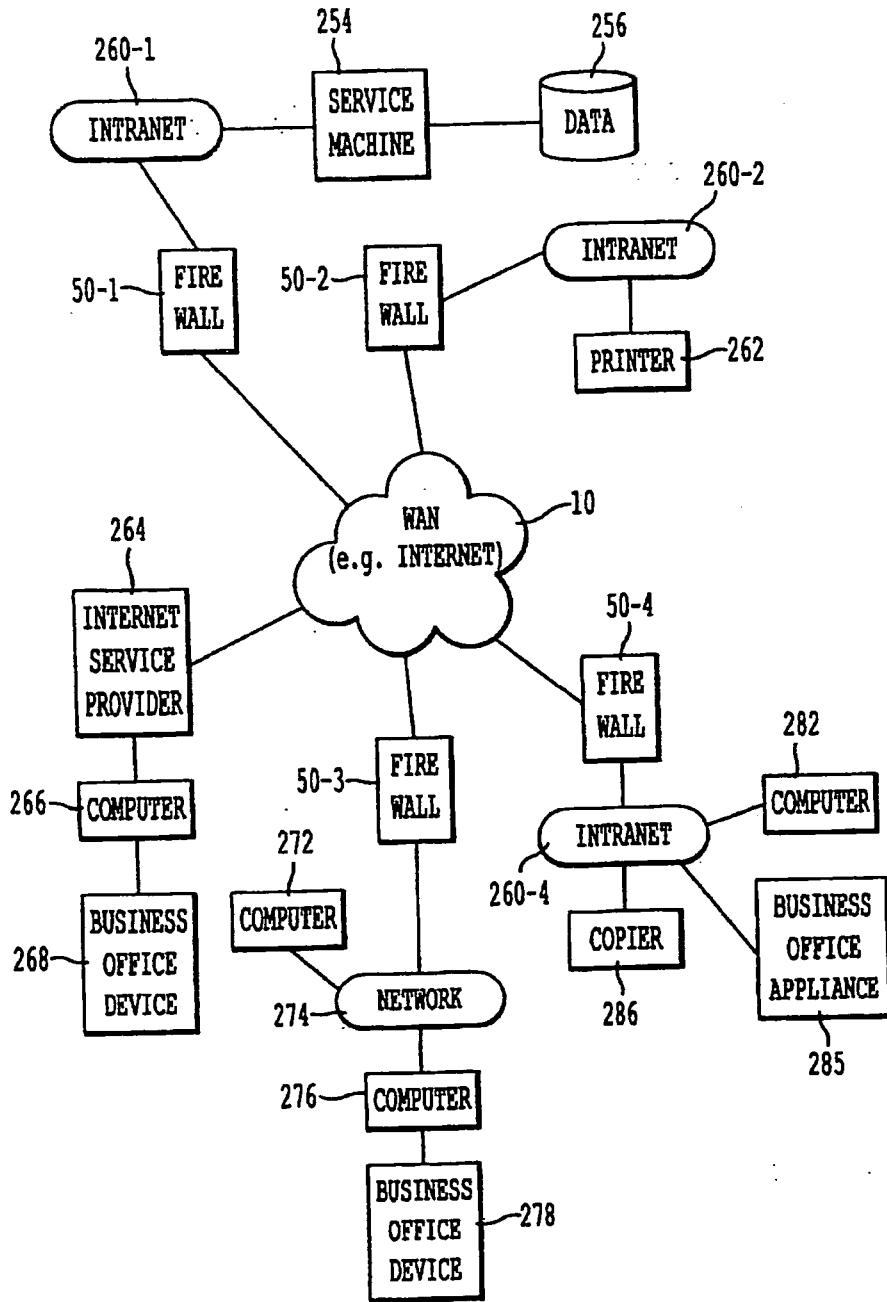 254
256
260-1
SERVICE
MACHINE
INTRANET
DATA
260-2
INTRANET
50-1
FIRE
WALL
50-2
FIRE
WALL
PRINTER
262
10
WAN
(e.g. INTERNET)
264
INTERNET
SERVICE
PROVIDER
50-4
FIRE
WALL
50-3
FIRE
WALL
282
COMPUTER
266
COMPUTER
INTRANET
260-4
272
COMPUTER
268
BUSINESS
OFFICE
DEVICE
COPIER
286
BUSINESS
OFFICE
APPLIANCE
285
274
NETWORK
276
COMPUTER
BUSINESS
OFFICE
DEVICE
278